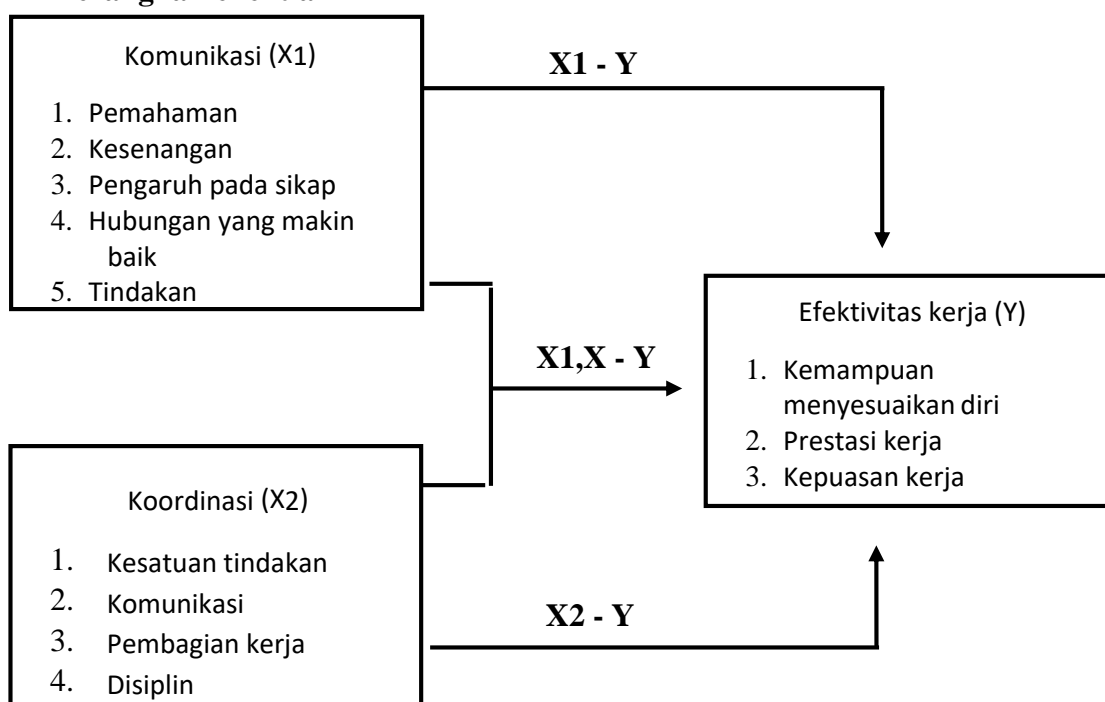 Komunikasi (X1)
1. Pemahaman
2. Kesenangan
3. Pengaruh pada sikap
4. Hubungan yang makin
baik
5. Tindakan
X1 - Y
X1,X - Y
Efektivitas kerja (Y)
1. Kemampuan
menyesuaikan diri
2. Prestasi kerja
3. Kepuasan kerja
Koordinasi (X2)
1. Kesatuan tindakan
2. Komunikasi
3. Pembagian kerja
4. Disiplin
X2 - Y